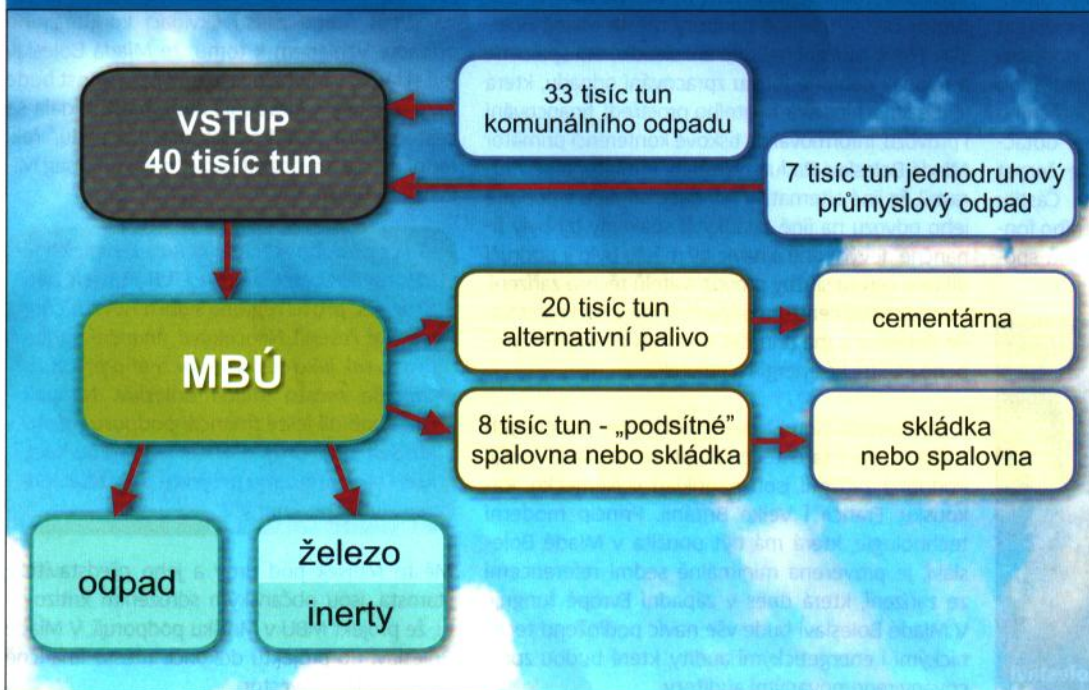 VSTUP
40 tisíc tun
33 tisíc tun
komunálního odpadu
7 tisíc tun jednodruhový
průmyslový odpad
MBÚ
20 tisíc tun
alternativní palivo
cementárna
8 tisíc tun - „podsítné”
spalovna nebo skládka
skládka
nebo spalovna
odpad
železo
inerty